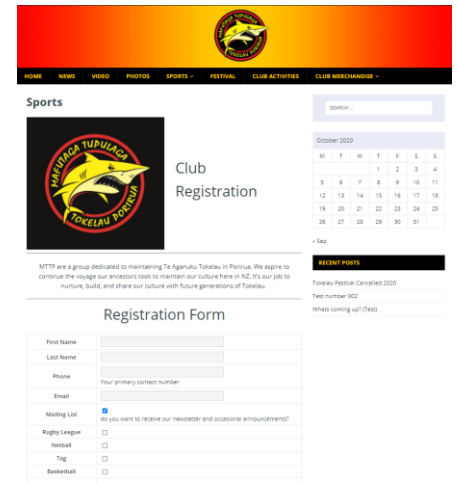 HOME NEWS VIDEO PHOTOS SPORTS FESTIVAL CLUB ACTIVITIES CLUB MERCHANDISE
Sports
MAFUTAGA TUPULAGA
TOKELAU PORIRUA
Club
Registration
MTTP are a group dedicated to maintaining Te Aganuku Tokelau in Porirua. We aspire to
continue the voyage our ancestors took to maintain our culture here in NZ. It's our job to
nurture, build, and share our culture with future generations of Tokelau.
Registration Form
First Name
Last Name
Phone
Your primary contact number
Email
Mailing List
do you want to receive our newsletter and occasional announcements?
Rugby League
Netball
Tag
Basketball
SEARCH ...
October 2020
M T W T F S S
1 2 3 4
5 6 7 8 9 10 11
12 13 14 15 16 17 18
19 20 21 22 23 24 25
26 27 28 29 30 31
« Sep
RECENT POSTS
Tokelau Festival Cancelled 2020
Test number 002
Whats coming up? (Test)